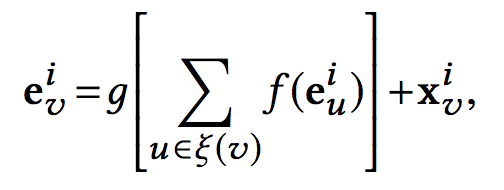 e_v^i = g[∑_{u∈ξ(v)} f(e_u^i)] + x_v^i,